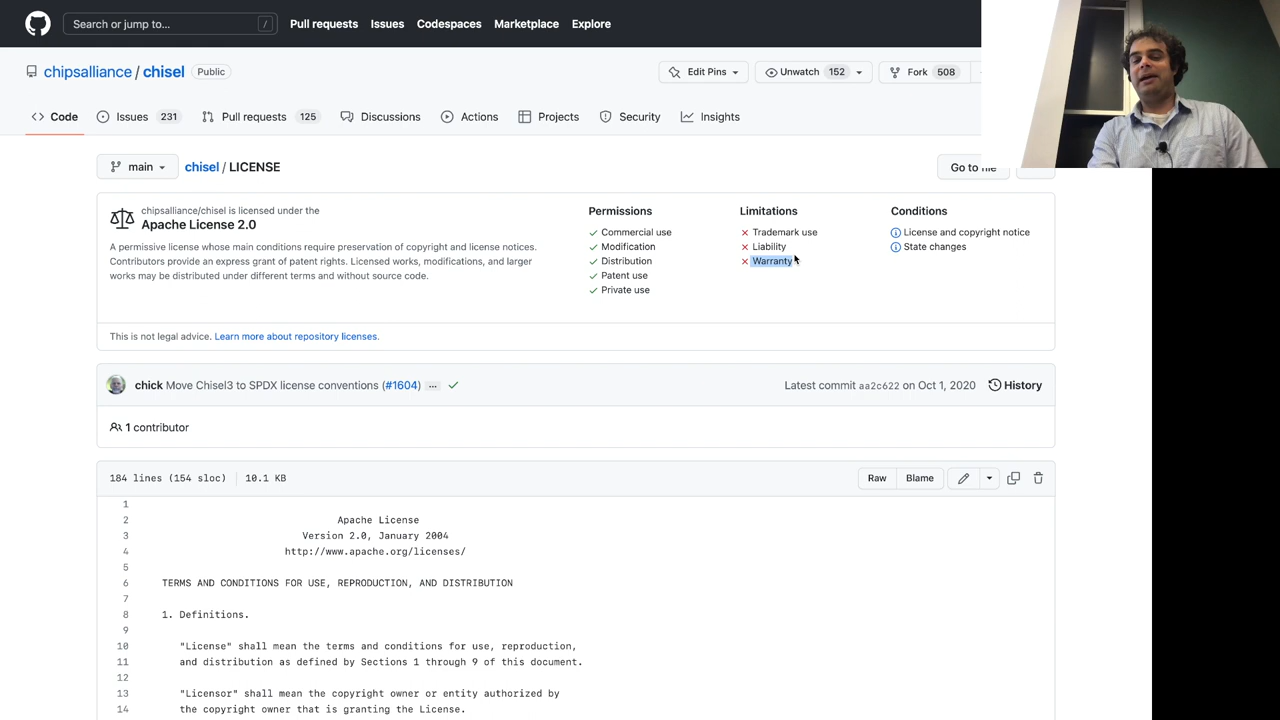 Search or jump to... /
Pull requests Issues Codespaces Marketplace Explore
chipsalliance / chisel Public
Edit Pins Unwatch 152 Fork 508
Code Issues 231 Pull requests 125 Discussions Actions Projects Security Insights
main chisel / LICENSE Go to file
chipsalliance/chisel is licensed under the
Apache License 2.0
A permissive license whose main conditions require preservation of copyright and license notices.
Contributors provide an express grant of patent rights. Licensed works, modifications, and larger
works may be distributed under different terms and without source code.
Permissions
Commercial use
Modification
Distribution
Patent use
Private use
Limitations
Trademark use
Liability
Warranty
Conditions
License and copyright notice
State changes
This is not legal advice. Learn more about repository licenses.
chick Move Chisel3 to SPDX license conventions (#1604) ... Latest commit aa2c622 on Oct 1, 2020 History
1 contributor
184 lines (154 sloc) 10.1 KB Raw Blame
1
2 Apache License
3 Version 2.0, January 2004
4 http://www.apache.org/licenses/
5
6 TERMS AND CONDITIONS FOR USE, REPRODUCTION, AND DISTRIBUTION
7
8 1. Definitions.
9
10 "License" shall mean the terms and conditions for use, reproduction,
11 and distribution as defined by Sections 1 through 9 of this document.
12
13 "Licensor" shall mean the copyright owner or entity authorized by
14 the copyright owner that is granting the License.